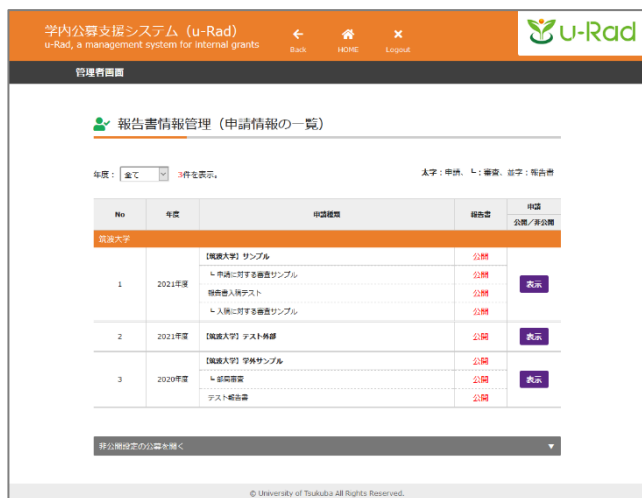 学内公募支援システム（u-Rad）
u-Rad, a management system for internal grants
Back HOME Logout
u-Rad
管理者画面
報告書情報管理（申請情報の一覧）
年度： 全て 3件を表示。
太字：申請、┗：審査、並字：報告書
No 年度 申請種類 報告書 申請
公開／非公開
筑波大学
1 2021年度 【筑波大学】サンプル 公開 表示
┗ 申請に対する審査サンプル 公開
報告書入稿テスト 公開
┗ 入稿に対する審査サンプル 公開
2 2021年度 【筑波大学】テスト外部 公開 表示
3 2020年度 【筑波大学】学外サンプル 公開 表示
┗ 部局審査 公開
テスト報告書 公開
非公開設定の公募を開く ▼
© University of Tsukuba All Rights Reserved.